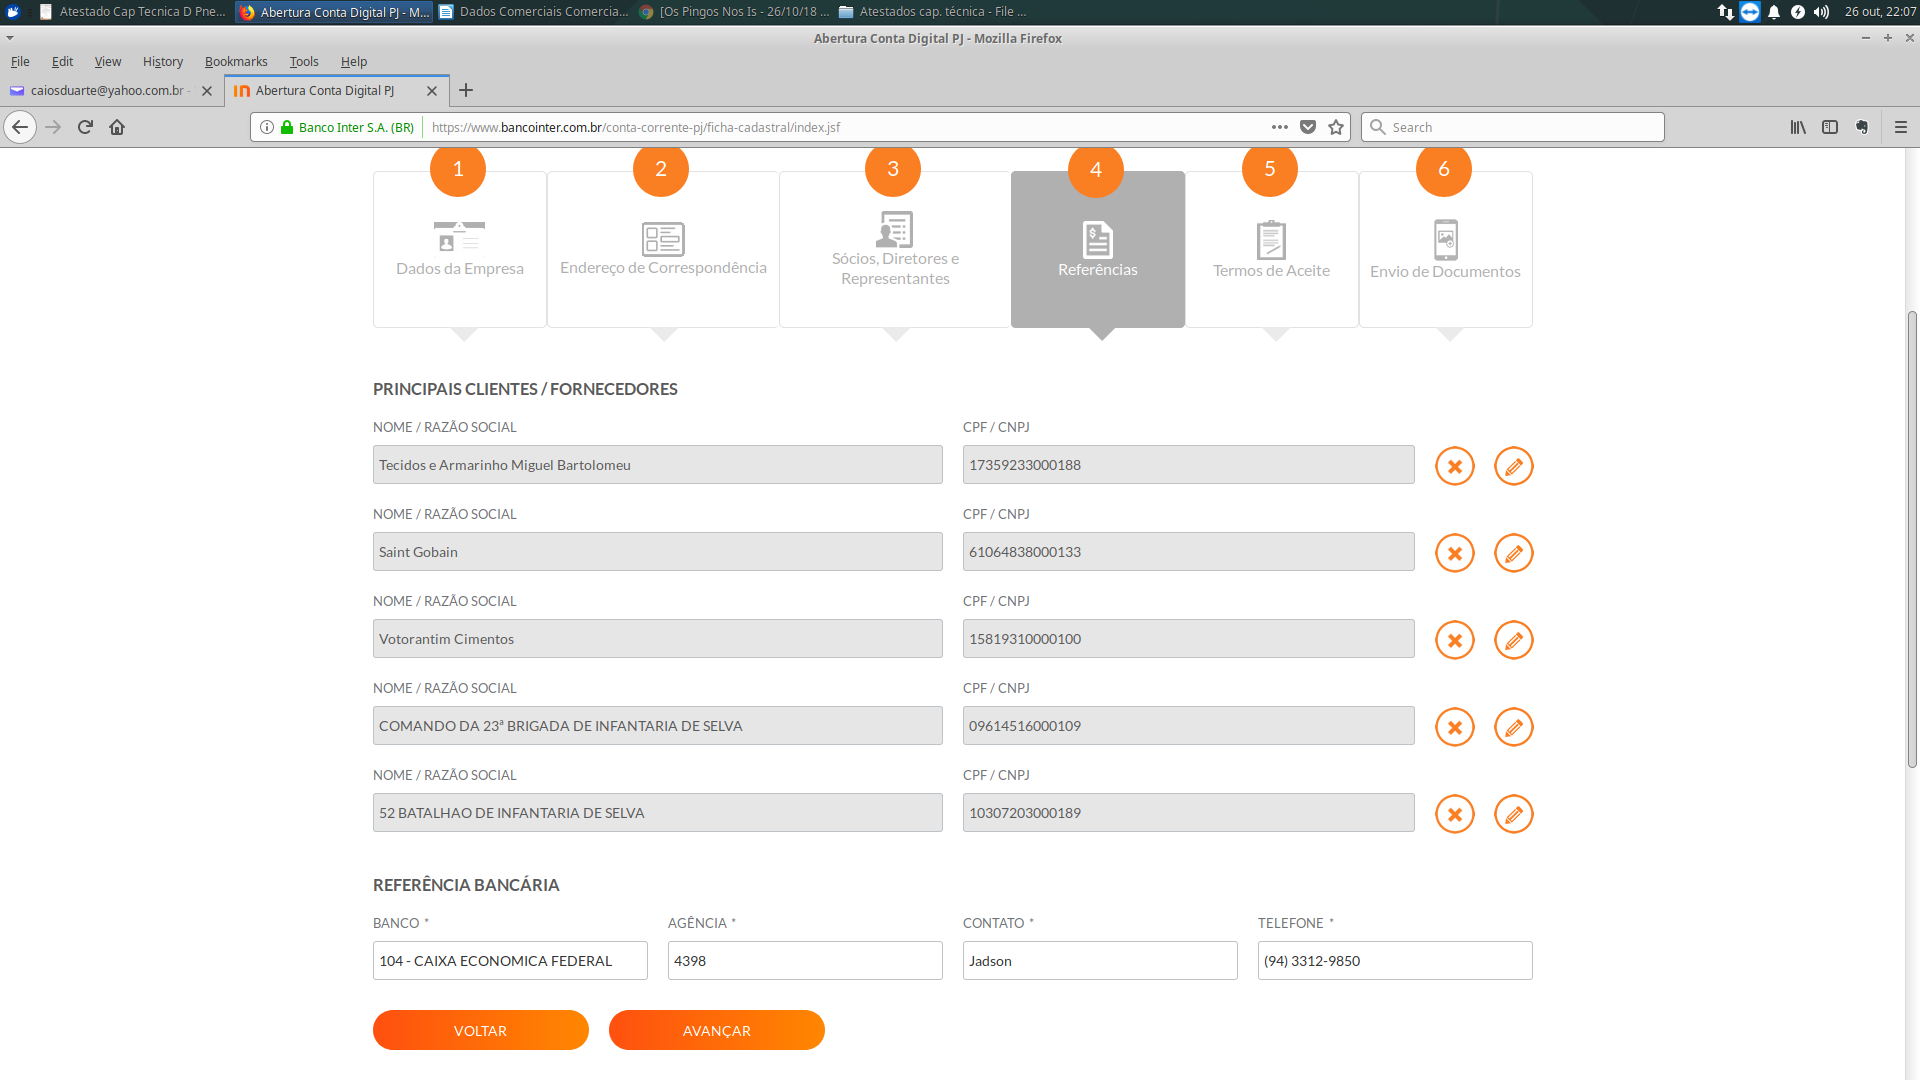 Atestado Cap Tecnica D Pne...
Abertura Conta Digital PJ - M...
Dados Comerciais Comercia...
[Os Pingos Nos Is - 26/10/18 ...
Atestados cap. técnica - File ...
26 out, 22:07
Abertura Conta Digital PJ - Mozilla Firefox
File Edit View History Bookmarks Tools Help
caiosduarte@yahoo.com.br -
Abertura Conta Digital PJ
Banco Inter S.A. (BR)
https://www.bancointer.com.br/conta-corrente-pj/ficha-cadastral/index.jsf
Search
1
Dados da Empresa
2
Endereço de Correspondência
3
Sócios, Diretores e
Representantes
4
Referências
5
Termos de Aceite
6
Envio de Documentos
PRINCIPAIS CLIENTES / FORNECEDORES
NOME / RAZÃO SOCIAL CPF / CNPJ
Tecidos e Armarinho Miguel Bartolomeu 17359233000188
NOME / RAZÃO SOCIAL CPF / CNPJ
Saint Gobain 61064838000133
NOME / RAZÃO SOCIAL CPF / CNPJ
Votorantim Cimentos 15819310000100
NOME / RAZÃO SOCIAL CPF / CNPJ
COMANDO DA 23ª BRIGADA DE INFANTARIA DE SELVA 09614516000109
NOME / RAZÃO SOCIAL CPF / CNPJ
52 BATALHAO DE INFANTARIA DE SELVA 10307203000189
REFERÊNCIA BANCÁRIA
BANCO * AGÊNCIA * CONTATO * TELEFONE *
104 - CAIXA ECONOMICA FEDERAL 4398 Jadson (94) 3312-9850
VOLTAR AVANÇAR